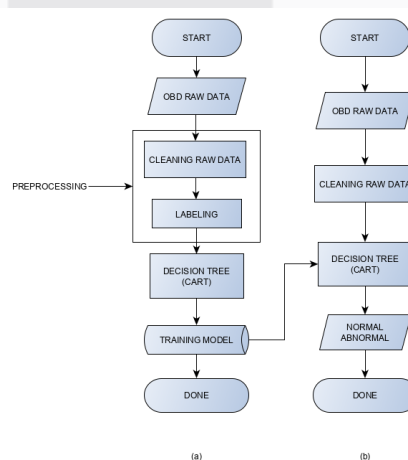 START
OBD RAW DATA
PREPROCESSING
CLEANING RAW DATA
LABELING
DECISION TREE
(CART)
TRAINING MODEL
DONE
(a)
START
OBD RAW DATA
CLEANING RAW DATA
DECISION TREE
(CART)
NORMAL
ABNORMAL
DONE
(b)